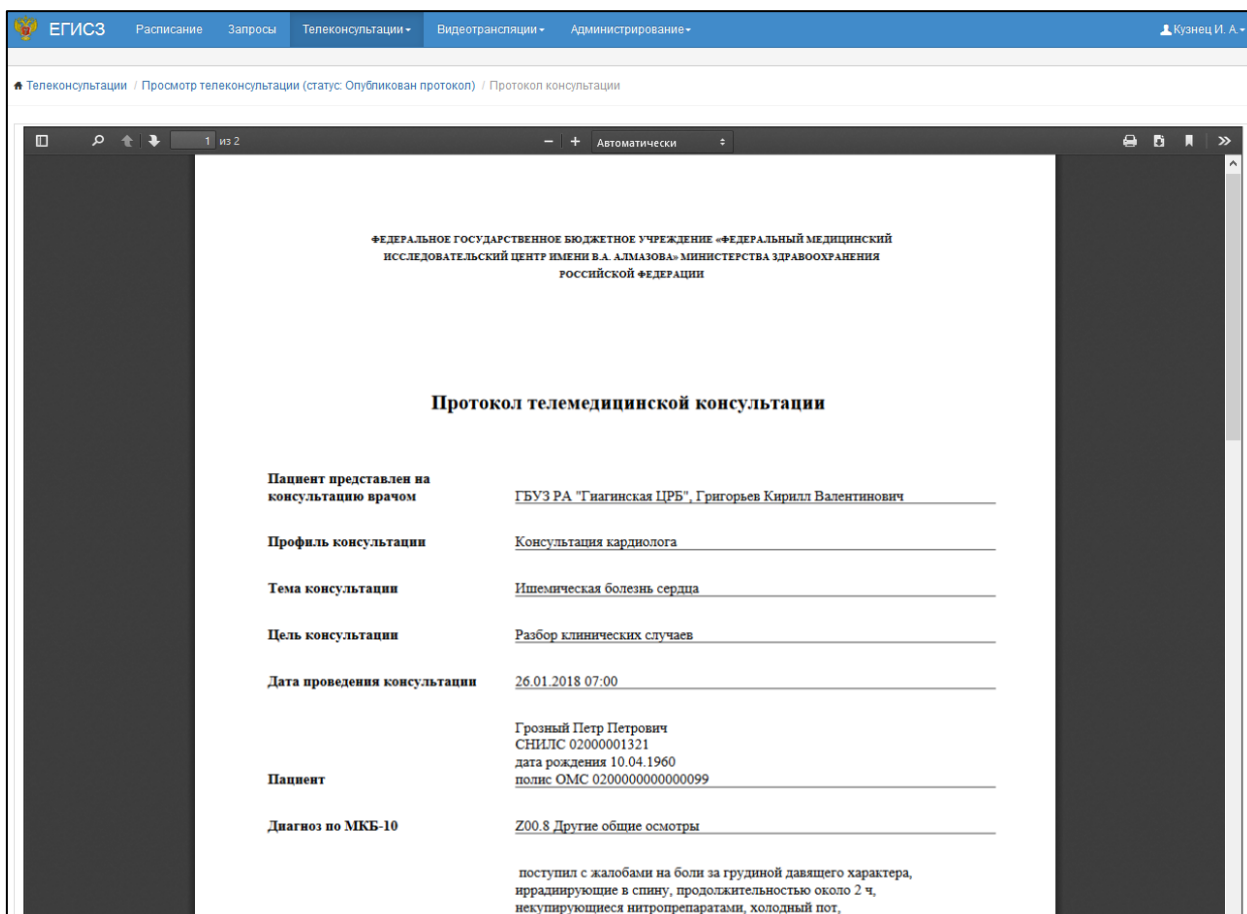 ЕГИСЗ Расписание Запросы Телеконсультации Видеотрансляции Администрирование Кузнец И. А.
Телеконсультации / Просмотр телеконсультации (статус: Опубликован протокол) / Протокол консультации
1 из 2 Автоматически
ФЕДЕРАЛЬНОЕ ГОСУДАРСТВЕННОЕ БЮДЖЕТНОЕ УЧРЕЖДЕНИЕ «ФЕДЕРАЛЬНЫЙ МЕДИЦИНСКИЙ
ИССЛЕДОВАТЕЛЬСКИЙ ЦЕНТР ИМЕНИ В.А. АЛМАЗОВА» МИНИСТЕРСТВА ЗДРАВООХРАНЕНИЯ
РОССИЙСКОЙ ФЕДЕРАЦИИ
Протокол телемедицинской консультации
Пациент представлен на
консультацию врачом ГБУЗ РА "Гиагинская ЦРБ", Григорьев Кирилл Валентинович
Профиль консультации Консультация кардиолога
Тема консультации Ишемическая болезнь сердца
Цель консультации Разбор клинических случаев
Дата проведения консультации 26.01.2018 07:00
Грозный Петр Петрович
СНИЛС 02000001321
дата рождения 10.04.1960
Пациент полис ОМС 0200000000000099
Диагноз по МКБ-10 Z00.8 Другие общие осмотры
поступил с жалобами на боли за грудиной давящего характера,
иррадиирующие в спину, продолжительностью около 2 ч,
некупирующиеся нитропрепаратами, холодный пот,